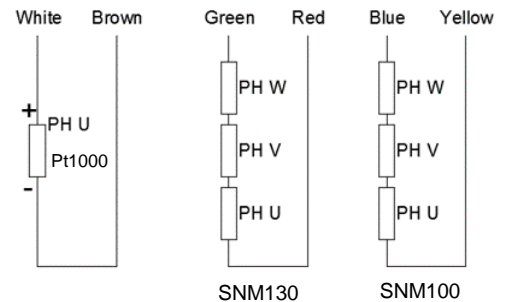 White Brown Green Red Blue Yellow
+
PH U
Pt1000
-
PH W PH W
PH V PH V
PH U PH U
SNM130 SNM100